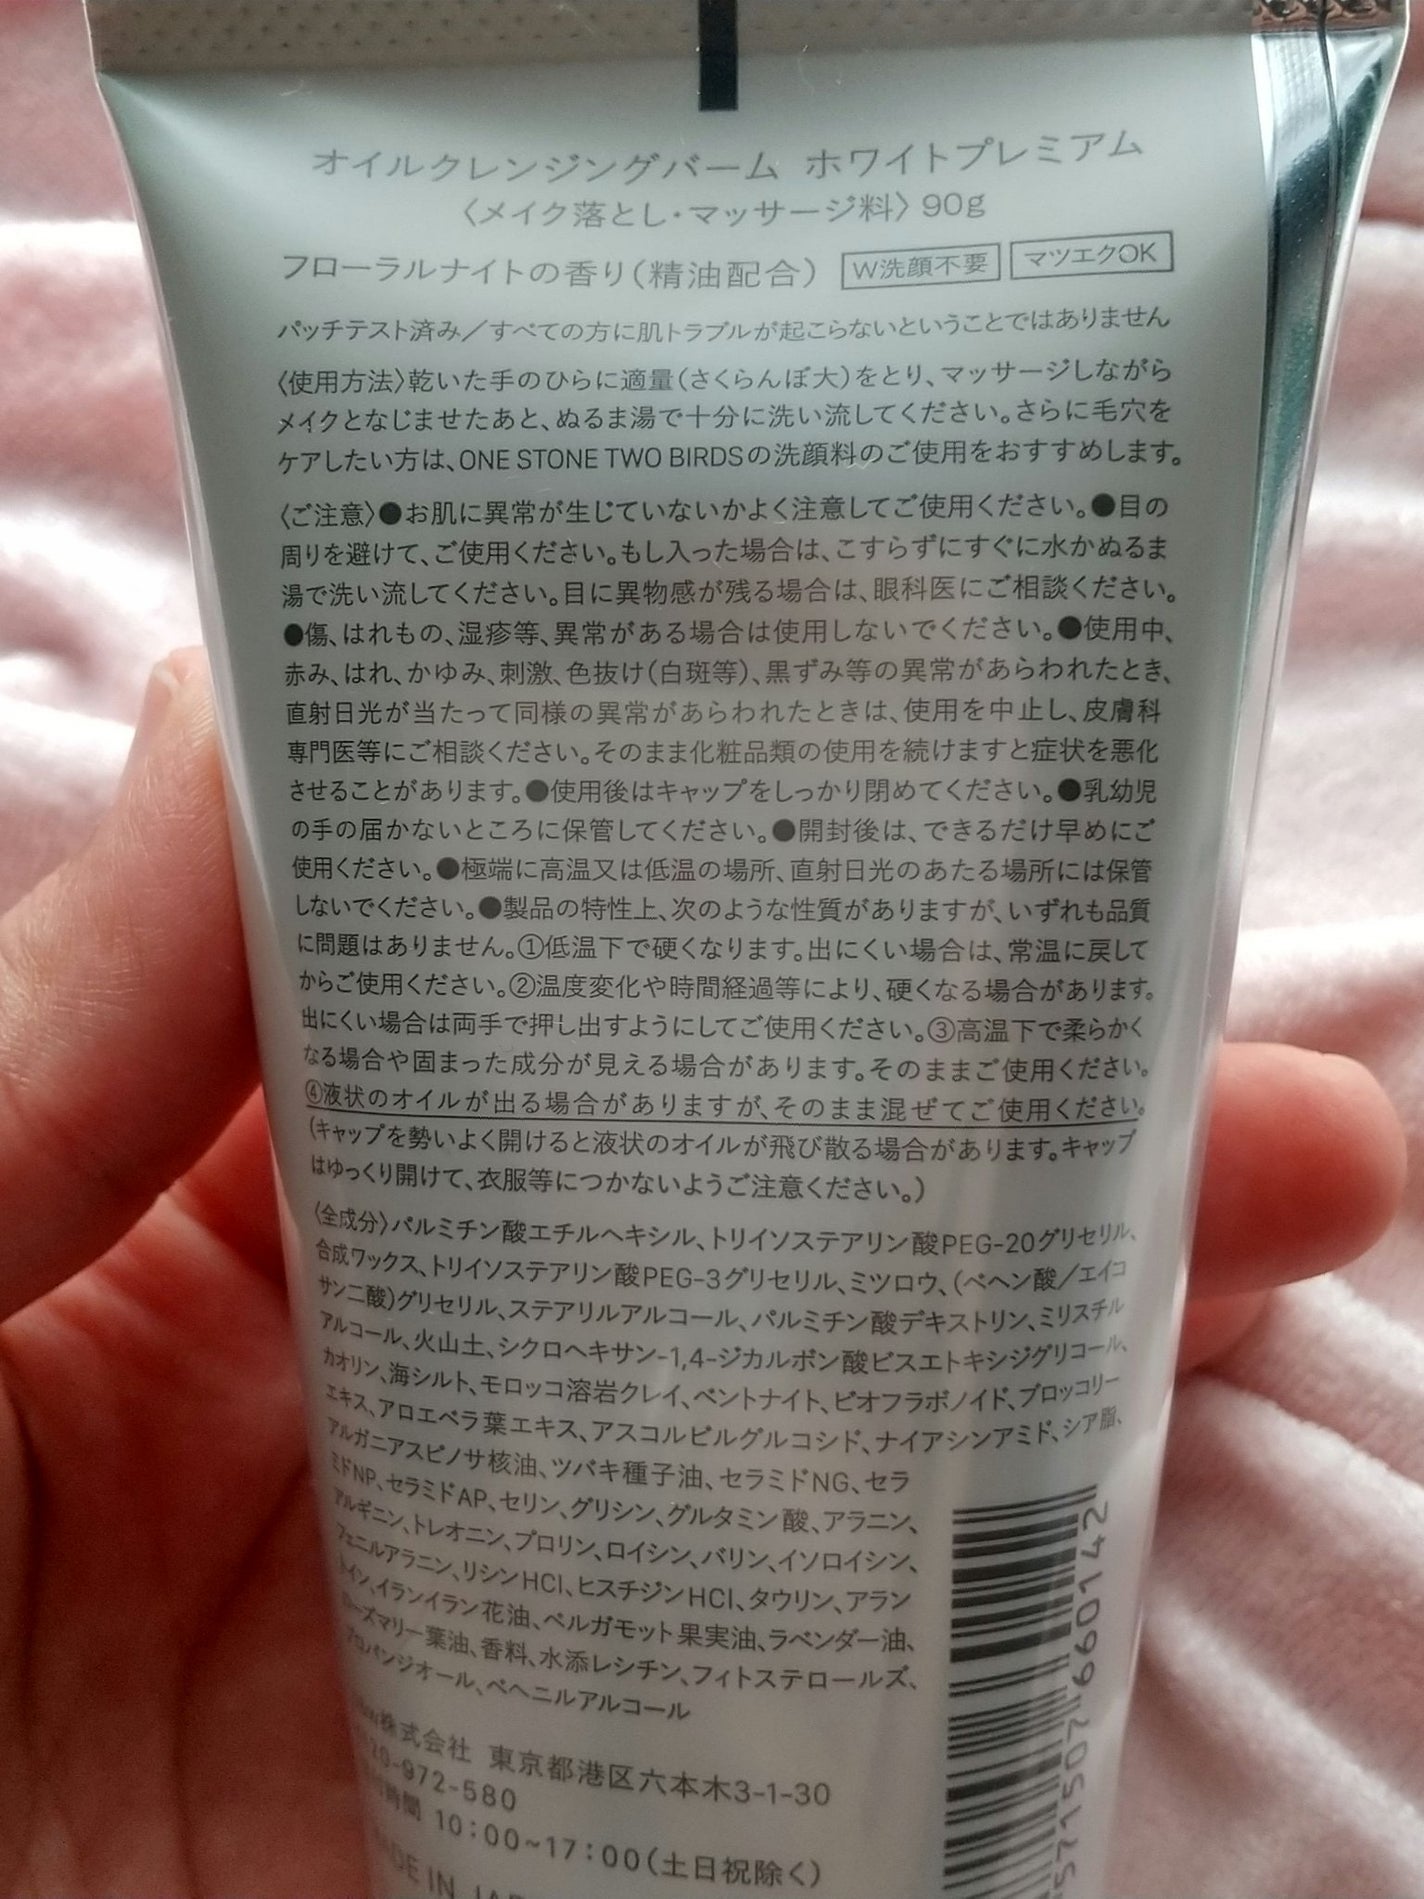 オイルクレンジングバーム ホワイトプレミアム
〈メイク落とし・マッサージ料〉90g
フローラルナイトの香り(精油配合) W洗顔不要 マツエクOK
パッチテスト済み/すべての方に肌トラブルが起こらないということではありません
〈使用方法〉乾いた手のひらに適量(さくらんぼ大)をとり、マッサージしながら
メイクとなじませたあと、ぬるま湯で十分に洗い流してください。さらに毛穴を
ケアしたい方は、ONE STONE TWO BIRDSの洗顔料のご使用をおすすめします。
〈ご注意〉●お肌に異常が生じていないかよく注意してご使用ください。●目の
周りを避けて、ご使用ください。もし入った場合は、こすらずにすぐに水かぬるま
湯で洗い流してください。目に異物感が残る場合は、眼科医にご相談ください。
●傷、はれもの、湿疹等、異常がある場合は使用しないでください。●使用中、
赤み、はれ、かゆみ、刺激、色抜け(白斑等)、黒ずみ等の異常があらわれたとき、
直射日光が当たって同様の異常があらわれたときは、使用を中止し、皮膚科
専門医等にご相談ください。そのまま化粧品類の使用を続けますと症状を悪化
させることがあります。●使用後はキャップをしっかり閉めてください。●乳幼児
の手の届かないところに保管してください。●開封後は、できるだけ早めにご
使用ください。●極端に高温又は低温の場所、直射日光のあたる場所には保管
しないでください。●製品の特性上、次のような性質がありますが、いずれも品質
に問題はありません。①低温下で硬くなります。出にくい場合は、常温に戻して
からご使用ください。②温度変化や時間経過等により、硬くなる場合があります。
出にくい場合は両手で押し出すようにしてご使用ください。③高温下で柔らかく
なる場合や固まった成分が見える場合があります。そのままご使用ください。
④液状のオイルが出る場合がありますが、そのまま混ぜてご使用ください。
(キャップを勢いよく開けると液状のオイルが飛び散る場合があります。キャップ
はゆっくり開けて、衣服等につかないようご注意ください。)
〈全成分〉パルミチン酸エチルヘキシル、トリイソステアリン酸PEG-20グリセリル、
合成ワックス、トリイソステアリン酸PEG-3グリセリル、ミツロウ、(ベヘン酸/エイコ
サン二酸)グリセリル、ステアリルアルコール、パルミチン酸デキストリン、ミリスチル
アルコール、火山土、シクロヘキサン-1,4-ジカルボン酸ビスエトキシジグリコール、
カオリン、海シルト、モロッコ溶岩クレイ、ベントナイト、ビオフラボノイド、ブロッコリー
エキス、アロエベラ葉エキス、アスコルビルグルコシド、ナイアシンアミド、シア脂、
アルガニアスピノサ核油、ツバキ種子油、セラミドNG、セラ
ミドNP、セラミドAP、セリン、グリシン、グルタミン酸、アラニン、
アルギニン、トレオニン、プロリン、ロイシン、バリン、イソロイシン、
フェニルアラニン、リシンHCl、ヒスチジンHCl、タウリン、アラン
トイン、イランイラン花油、ベルガモット果実油、ラベンダー油、
ローズマリー葉油、香料、水添レシチン、フィトステロールズ、
プロパンジオール、ベヘニルアルコール
株式会社 東京都港区六本木3-1-30
-972-580
時間 10:00~17:00(土日祝除く)
IN
571507660142